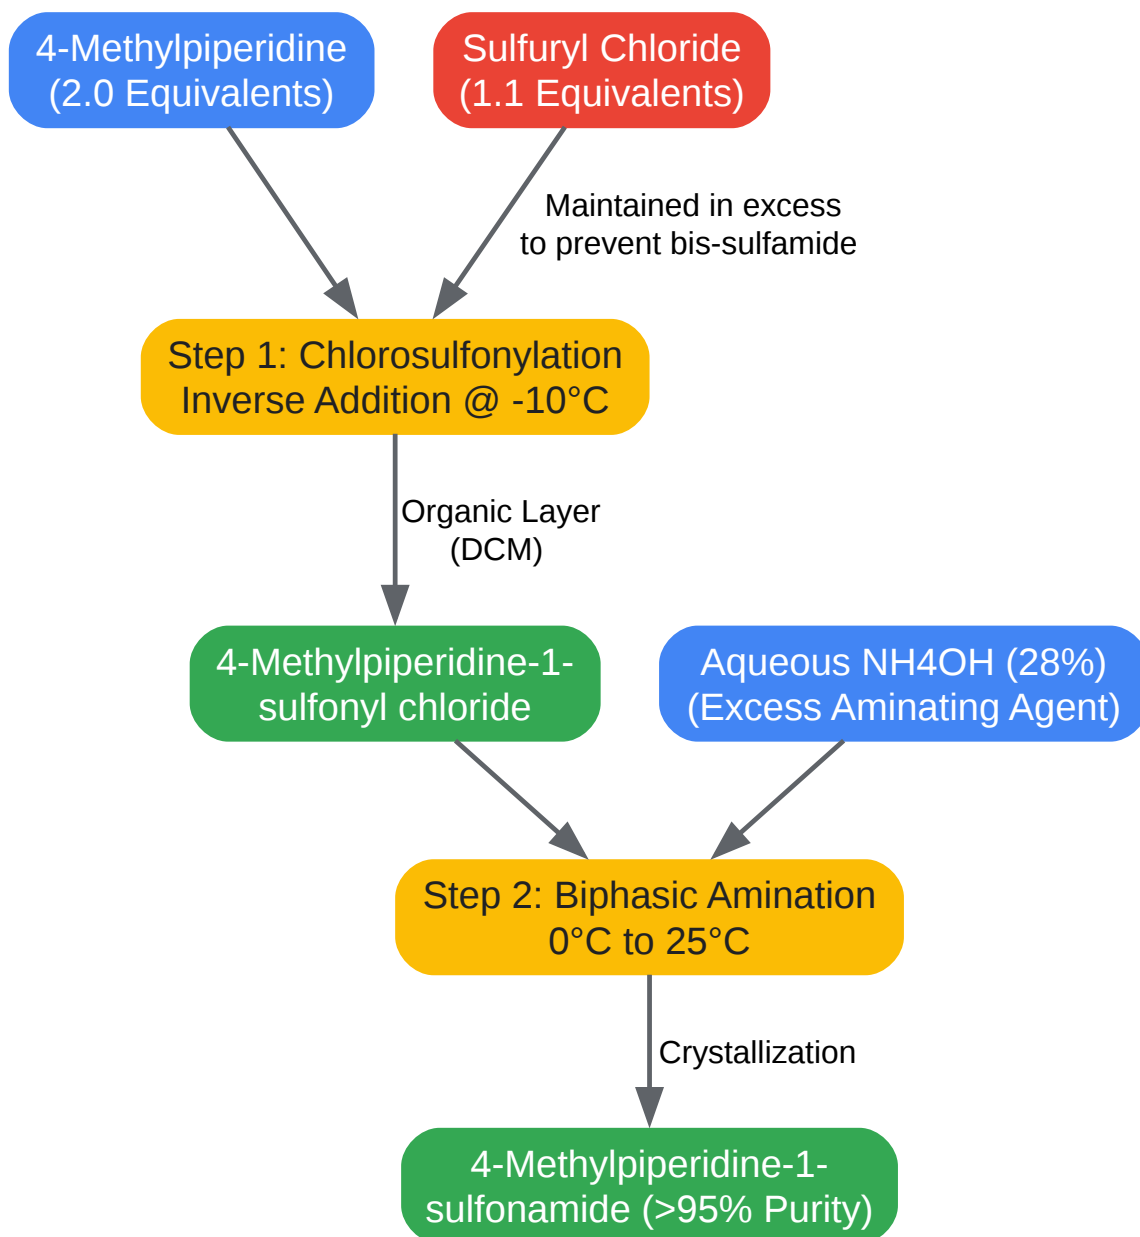 4-Methylpiperidine
(2.0 Equivalents)
Sulfuryl Chloride
(1.1 Equivalents)
Maintained in excess
to prevent bis-sulfamide
Step 1: Chlorosulfonylation
Inverse Addition @ -10°C
Organic Layer
(DCM)
4-Methylpiperidine-1-
sulfonyl chloride
Aqueous NH4OH (28%)
(Excess Aminating Agent)
Step 2: Biphasic Amination
0°C to 25°C
Crystallization
4-Methylpiperidine-1-
sulfonamide (>95% Purity)